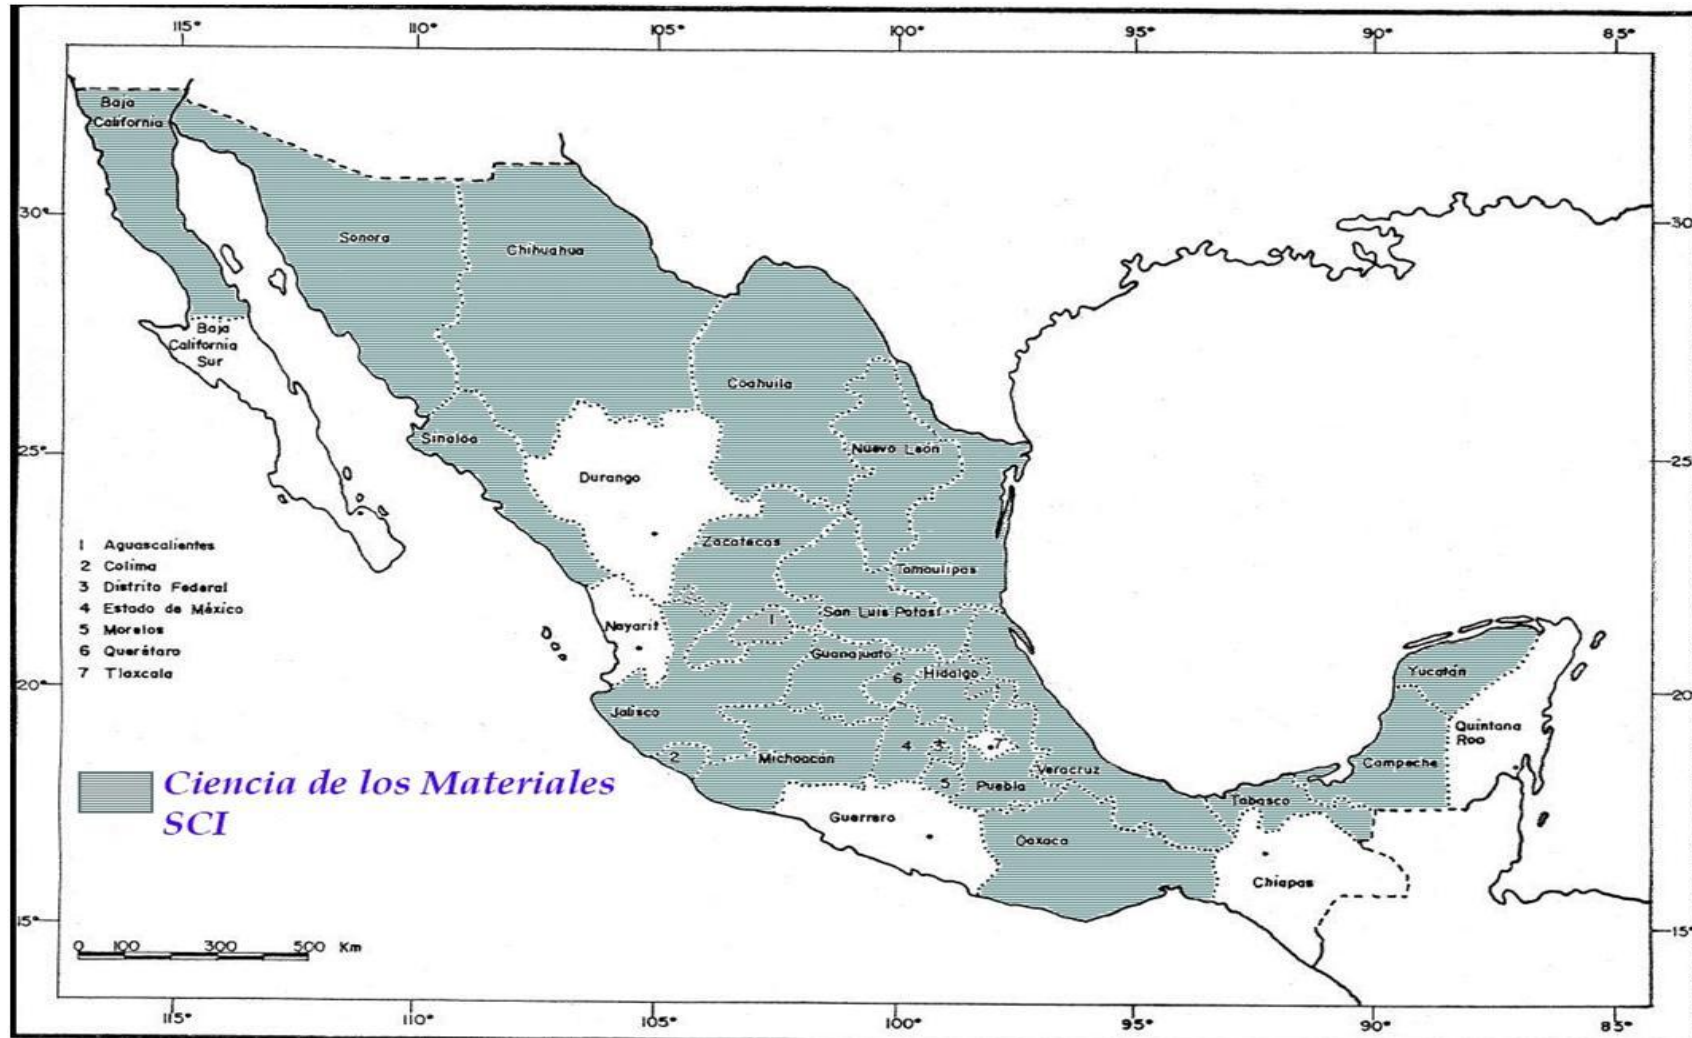 115°
110°
105°
100°
95°
90°
85°
Baja
California
30°
30°
Sonora
Chihuahua
Baja
California
Sur
Coahuila
Sinaloa
Nuevo León
25°
25°
Durango
1 Aguascalientes
2 Colima
3 Distrito Federal
4 Estado de México
5 Morelos
6 Querétaro
7 Tlaxcala
Zacatecas
Tamaulipas
San Luis Potosí
1
Nayarit
Guanajuato
6
Hidalgo
Yucatán
20°
20°
Jalisco
Quintana
Roo
2
Michoacán
4
3
7
5
Puebla
Veracruz
Campeche
Tabasco
Ciencia de los Materiales
SCI
Guerrero
Oaxaca
Chiapas
15°
15°
0 100 300 500 Km
115°
110°
105°
100°
95°
90°
85°